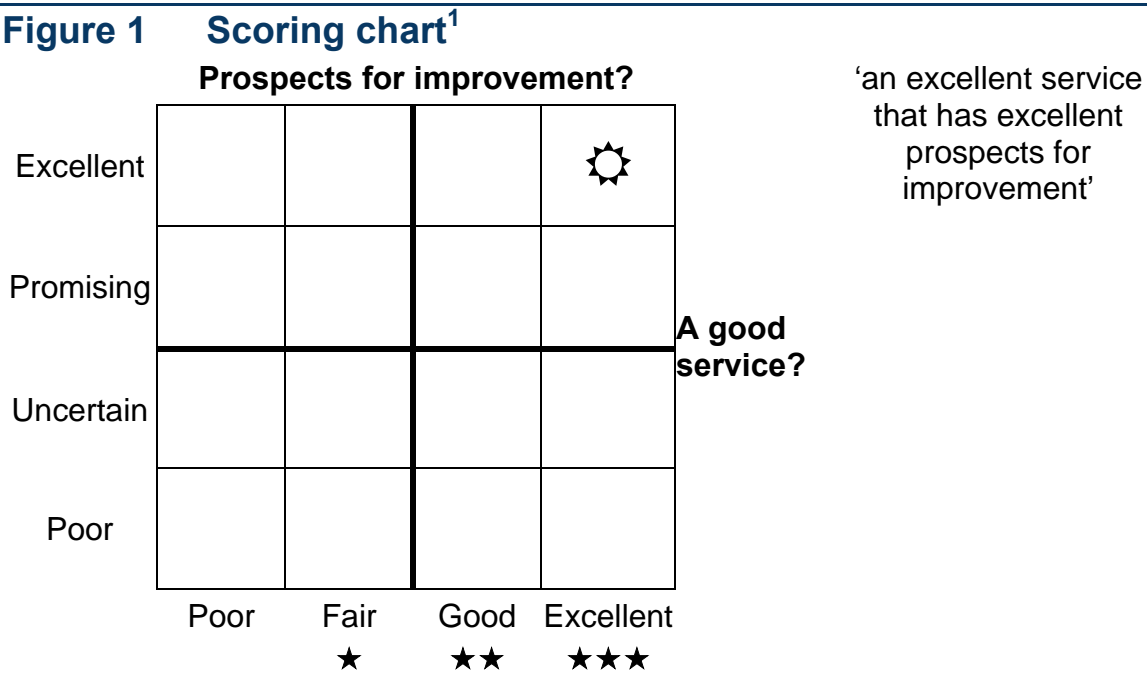 Figure 1 Scoring chart1
Prospects for improvement?
'an excellent service
that has excellent
prospects for
improvement'
Excellent
Promising
A good
service?
Uncertain
Poor
Poor Fair Good Excellent
★ ★★ ★★★